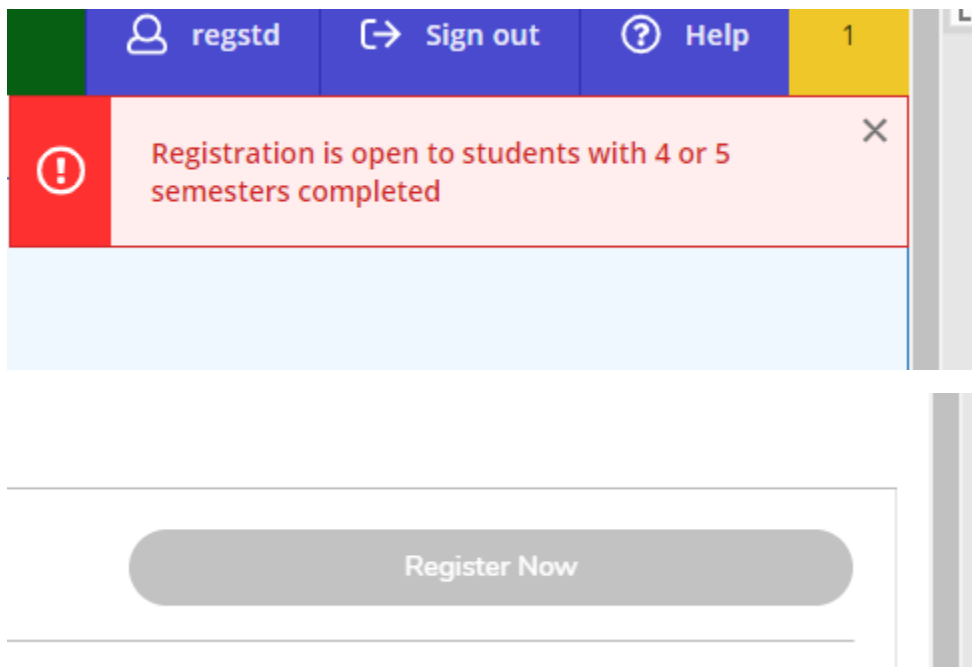 regstd Sign out Help 1
Registration is open to students with 4 or 5
semesters completed
Register Now